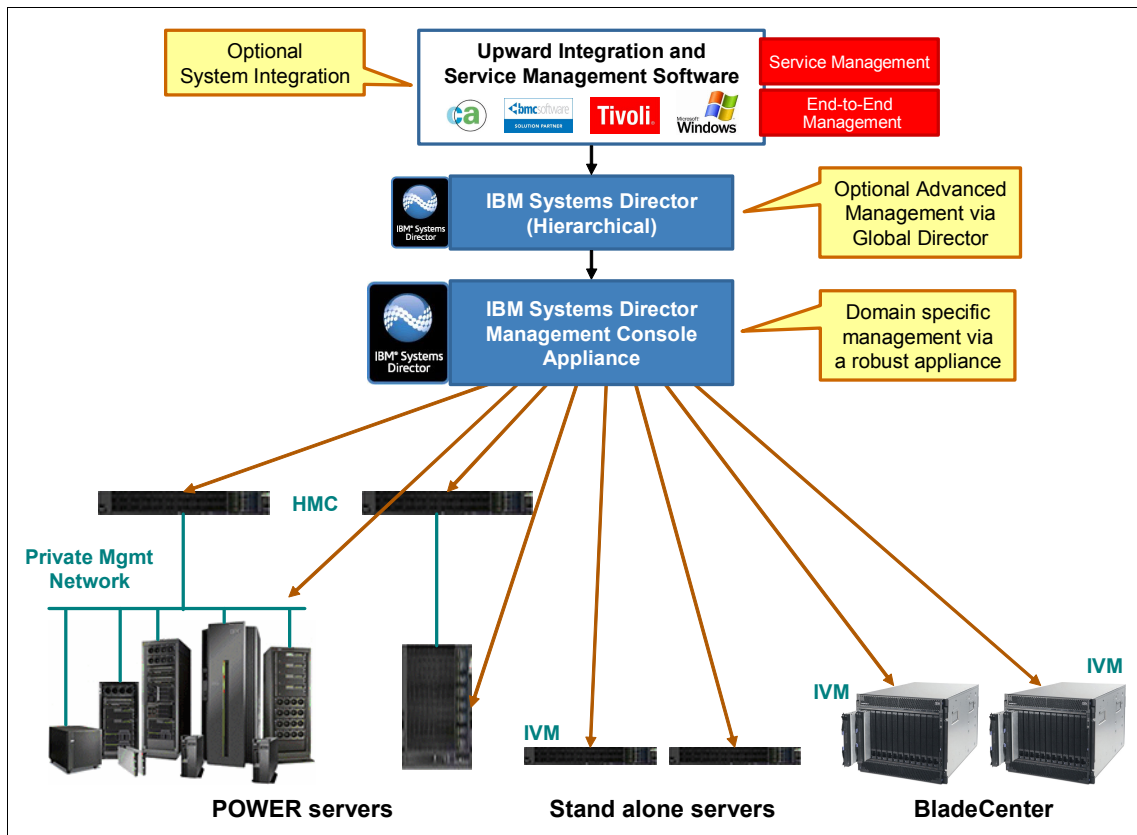 Optional
System Integration
Upward Integration and
Service Management Software
ca
bmcsoftware
SOLUTION PARTNER
Tivoli.
Microsoft
Windows
Service Management
End-to-End
Management
IBM® Systems
Director
IBM Systems Director
(Hierarchical)
Optional Advanced
Management via
Global Director
IBM® Systems
Director
IBM Systems Director
Management Console
Appliance
Domain specific
management via
a robust appliance
HMC
Private Mgmt
Network
IVM
IVM
IVM
POWER servers
Stand alone servers
BladeCenter